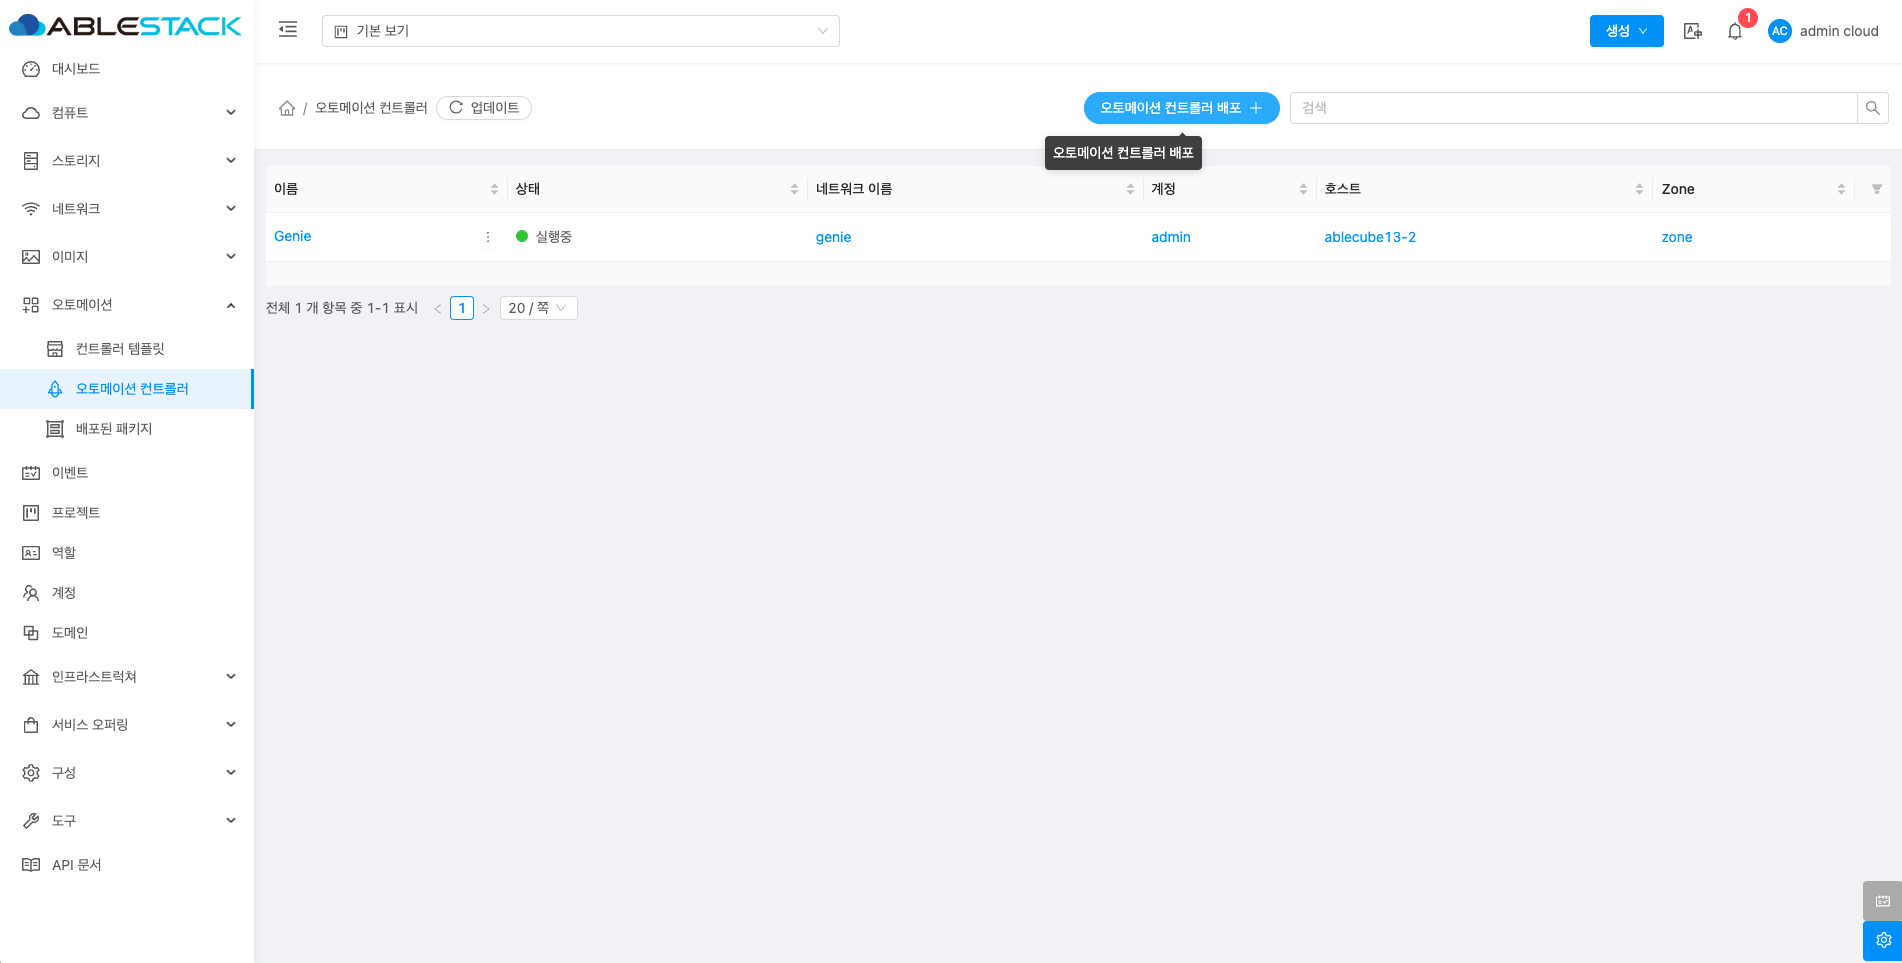 ABLESTACK
기본 보기
생성
1
AC
admin cloud
대시보드
컴퓨트
스토리지
네트워크
이미지
오토메이션
컨트롤러 템플릿
오토메이션 컨트롤러
배포된 패키지
이벤트
프로젝트
역할
계정
도메인
인프라스트럭쳐
서비스 오퍼링
구성
도구
API 문서
/ 오토메이션 컨트롤러
업데이트
오토메이션 컨트롤러 배포
검색
오토메이션 컨트롤러 배포
이름 상태 네트워크 이름 계정 호스트 Zone
Genie 실행중 genie admin ablecube13-2 zone
전체 1 개 항목 중 1-1 표시 1 20 / 쪽